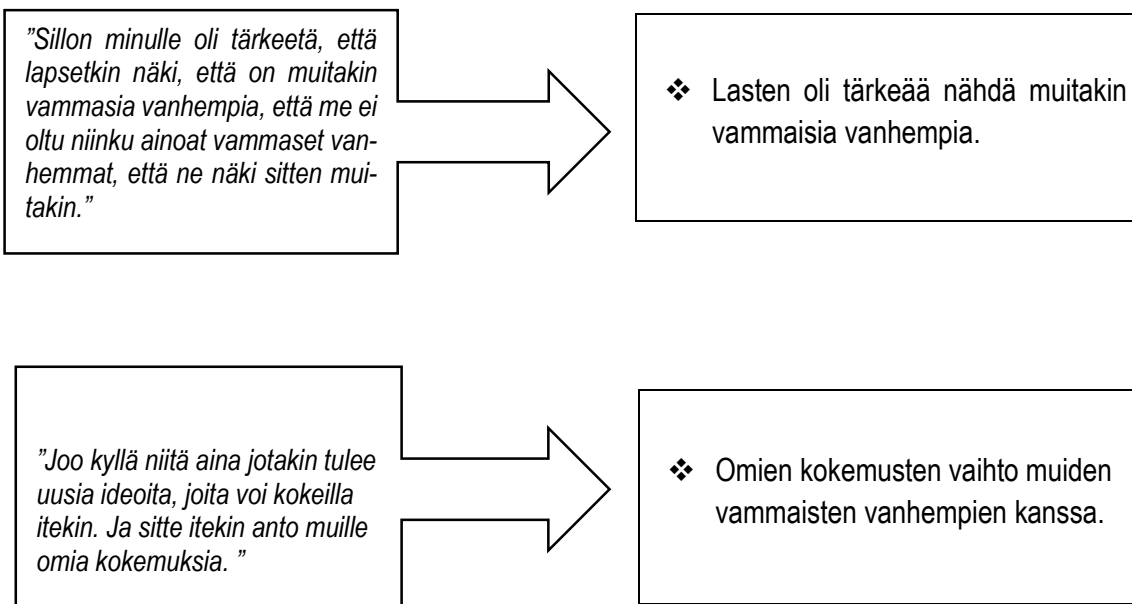 ”Sillon minulle oli tärkeetä, että
lapsetkin näki, että on muitakin
vammasia vanhempia, että me ei
oltu niinku ainoat vammaset van-
hemmat, että ne näki sitten mui-
takin.”
❖ Lasten oli tärkeää nähdä muitakin
vammaisia vanhempia.
”Joo kyllä niitä aina jotakin tulee
uusia ideoita, joita voi kokeilla
itekin. Ja sitte itekin anto muille
omia kokemuksia. ”
❖ Omien kokemusten vaihto muiden
vammaisten vanhempien kanssa.